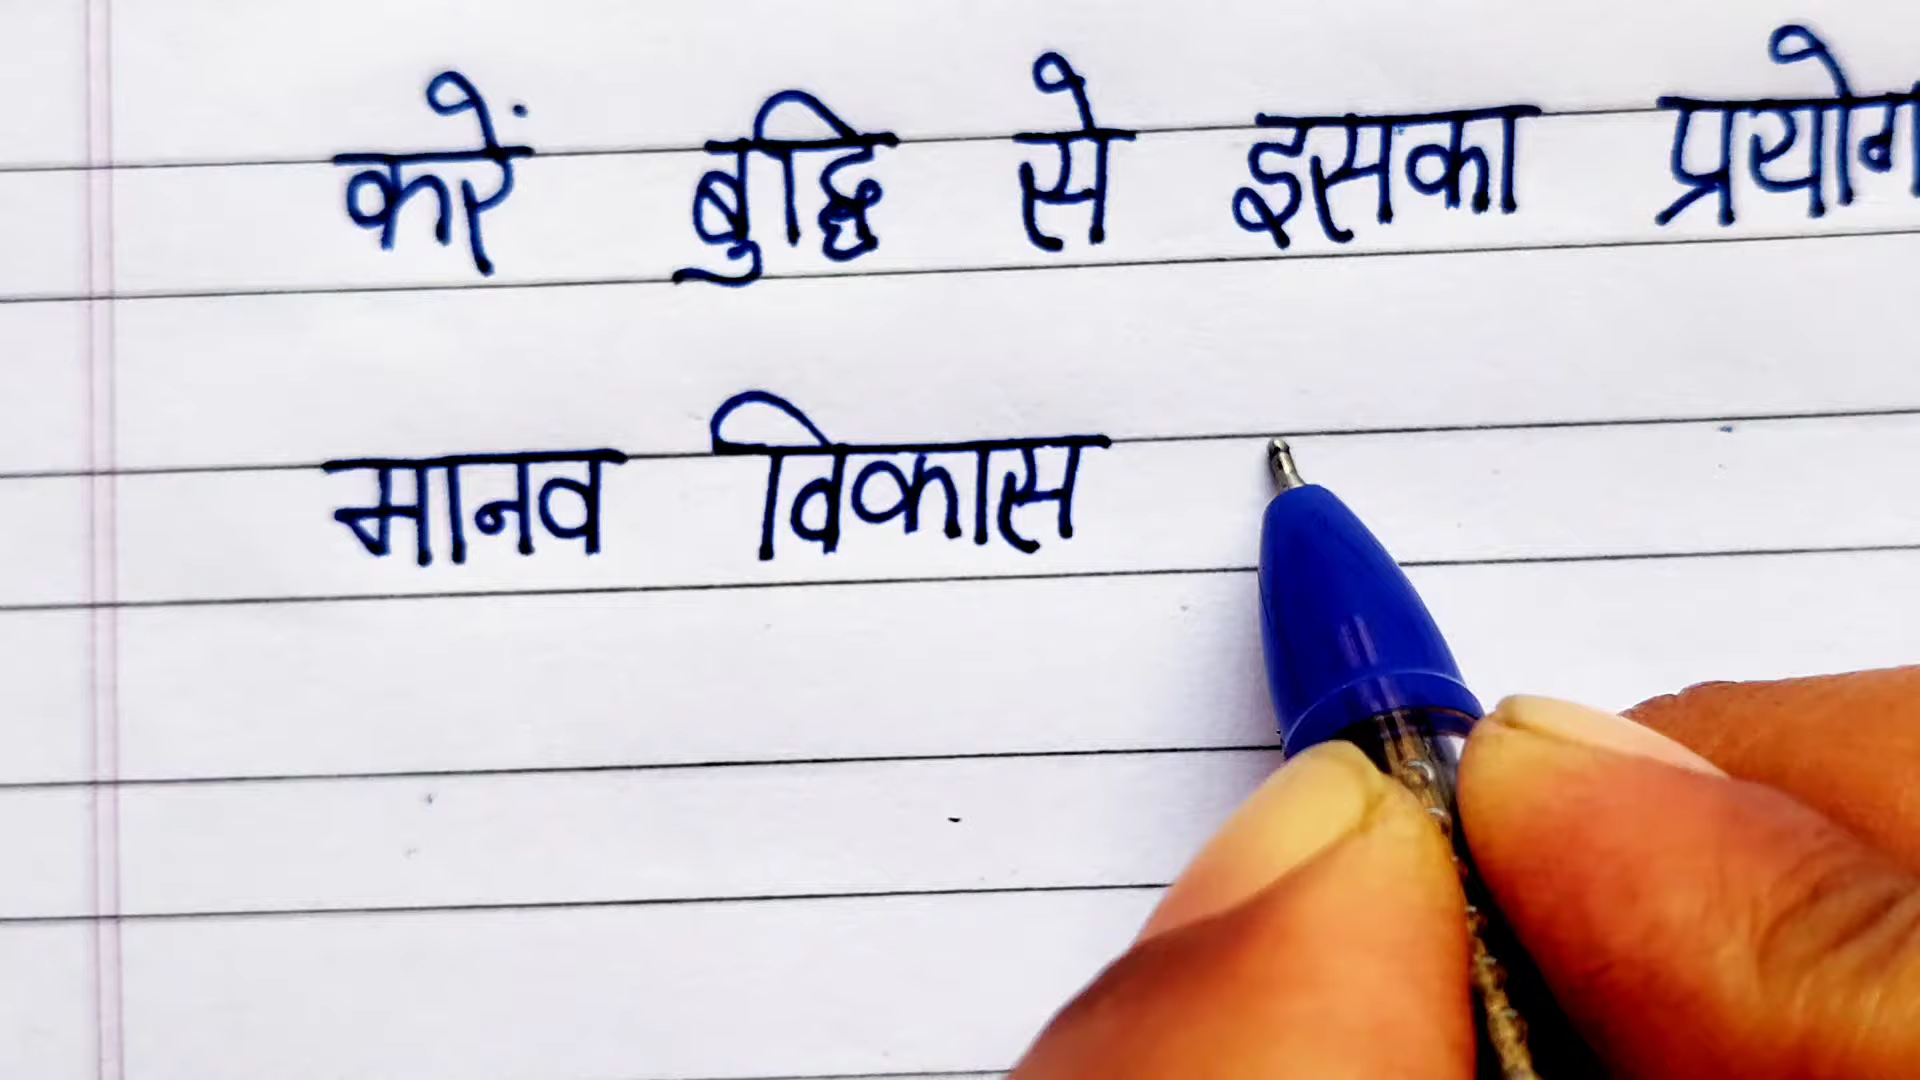 करें बुद्धि से इसका प्रयोग
मानव विकास